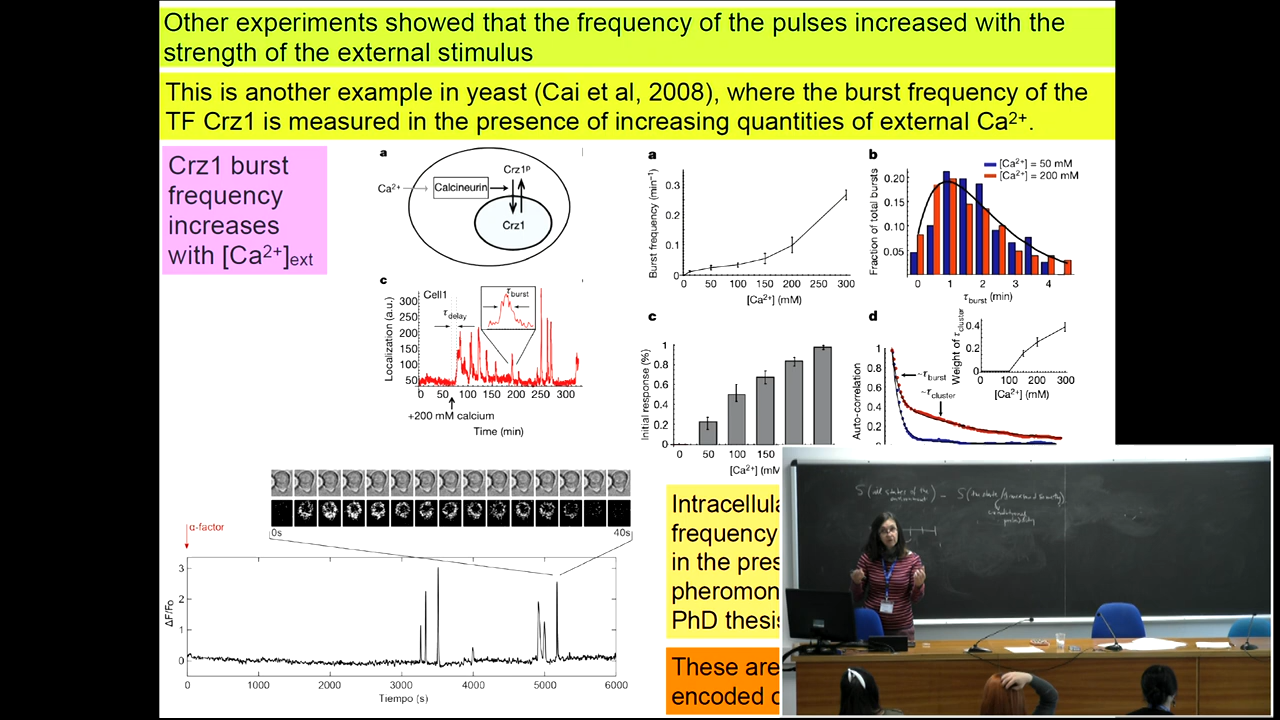 Other experiments showed that the frequency of the pulses increased with the
strength of the external stimulus
This is another example in yeast (Cai et al, 2008), where the burst frequency of the
TF Crz1 is measured in the presence of increasing quantities of external Ca²⁺.
Crz1 burst
frequency
increases
with [Ca²⁺]ext
a
Ca²⁺
Calcineurin
Crz1ᵖ
Crz1
c
Cell1
τdelay
τburst
Localization (a.u.)
300
250
200
150
100
50
0 50 100 150 200 250 300
+200 mM calcium
Time (min)
a
Burst frequency (min⁻¹)
0.3
0.2
0.1
0
0 50 100 150 200 300
[Ca²⁺] (mM)
b
[Ca²⁺] = 50 mM
[Ca²⁺] = 200 mM
Fraction of total bursts
0.20
0.15
0.10
0.05
0 1 2 3 4
τburst (min)
c
Initial response (%)
1
0.8
0.6
0.4
0.2
0
0 50 100 150
[Ca²⁺] (mM
d
Auto-correlation
1
0.8
0.6
0.4
0.2
~τburst
~τcluster
Weight of τcluster
0.4
0.2
0
0 100 200 300
[Ca²⁺] (mM)
0s 40s
α-factor
ΔF/Fo
3
2
1
0
0 1000 2000 3000 4000 5000 6000
Tiempo (s)
Intracellula
frequency
in the pres
pheromon
PhD thesis
These are
encoded